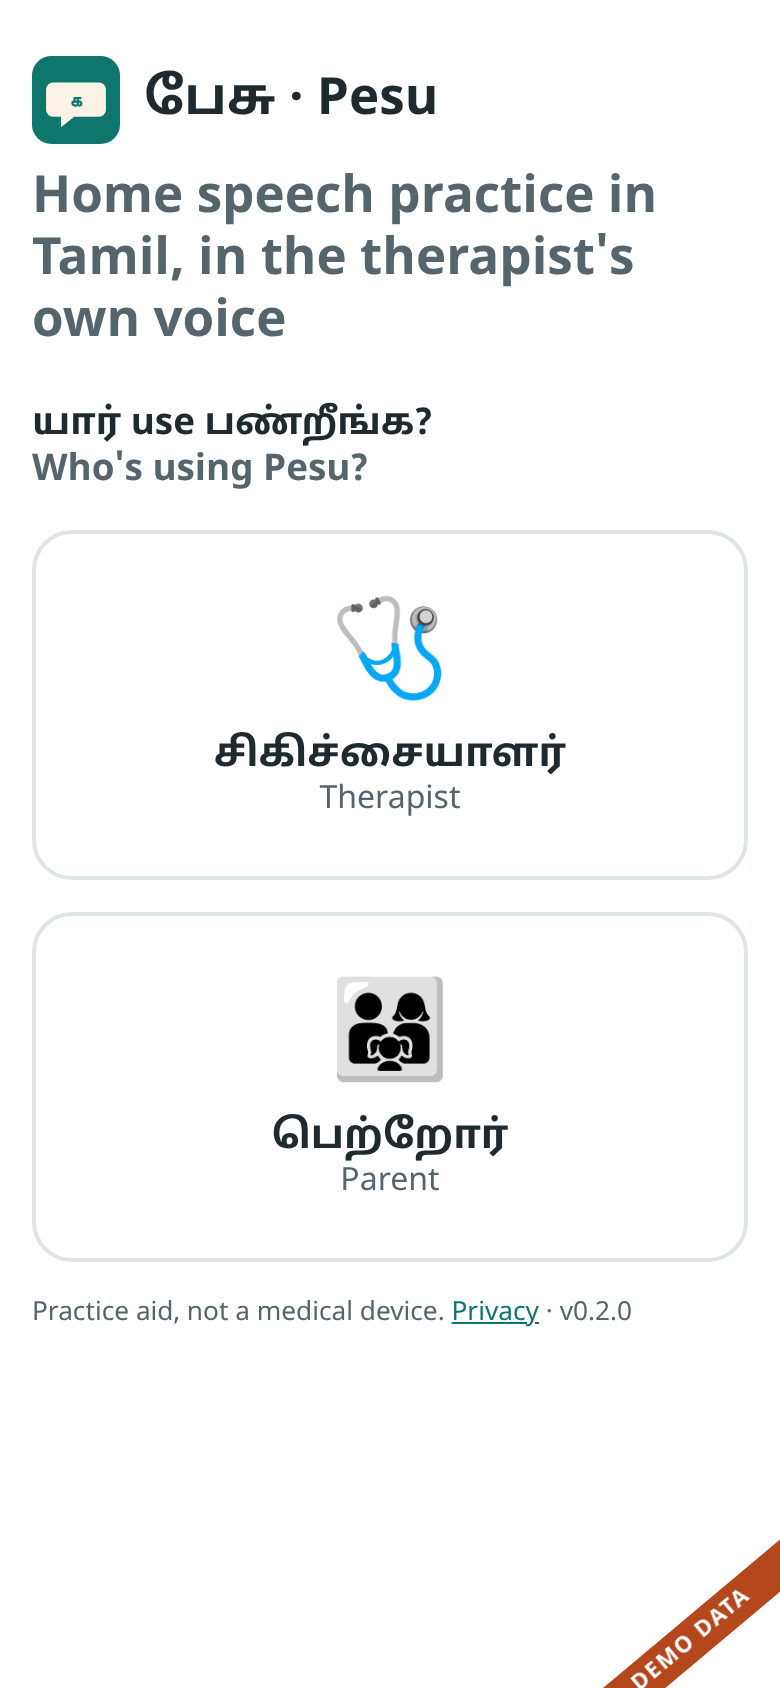 க
பேசு · Pesu
Home speech practice in
Tamil, in the therapist's
own voice
யார் use பண்றீங்க?
Who's using Pesu?
சிகிச்சையாளர்
Therapist
பெற்றோர்
Parent
Practice aid, not a medical device. Privacy · v0.2.0
DEMO DATA